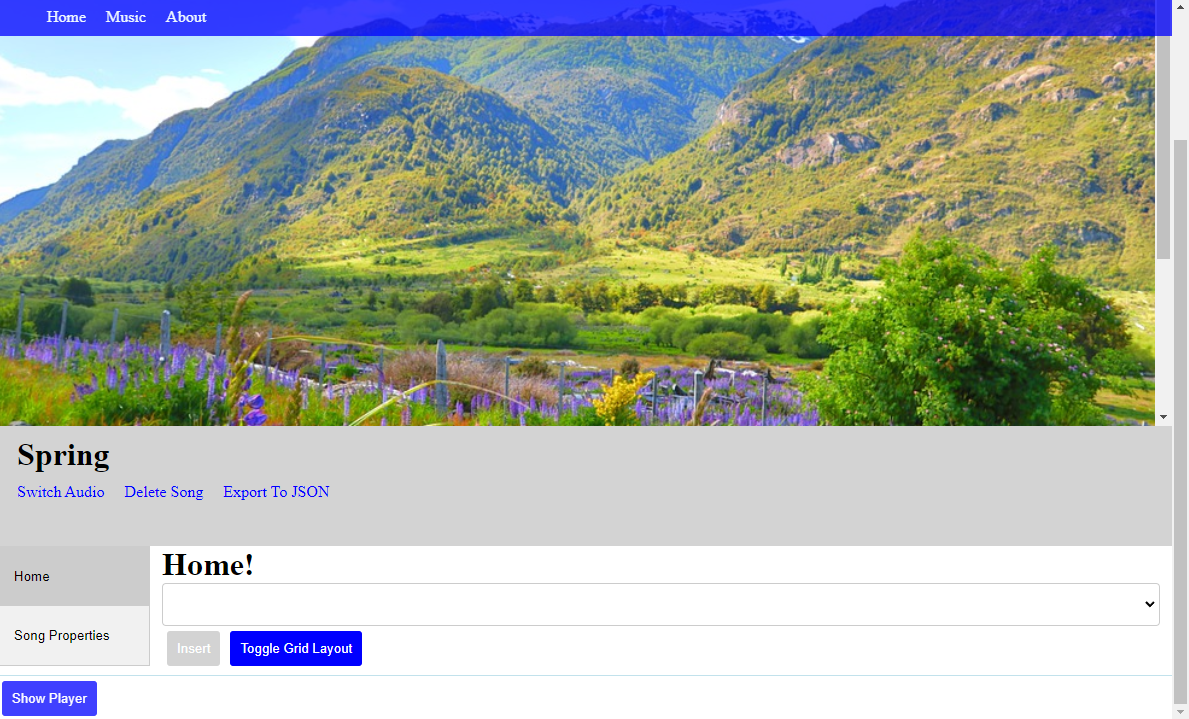 Home Music About
Spring
Switch Audio Delete Song Export To JSON
Home
Song Properties
Home!
Insert Toggle Grid Layout
Show Player